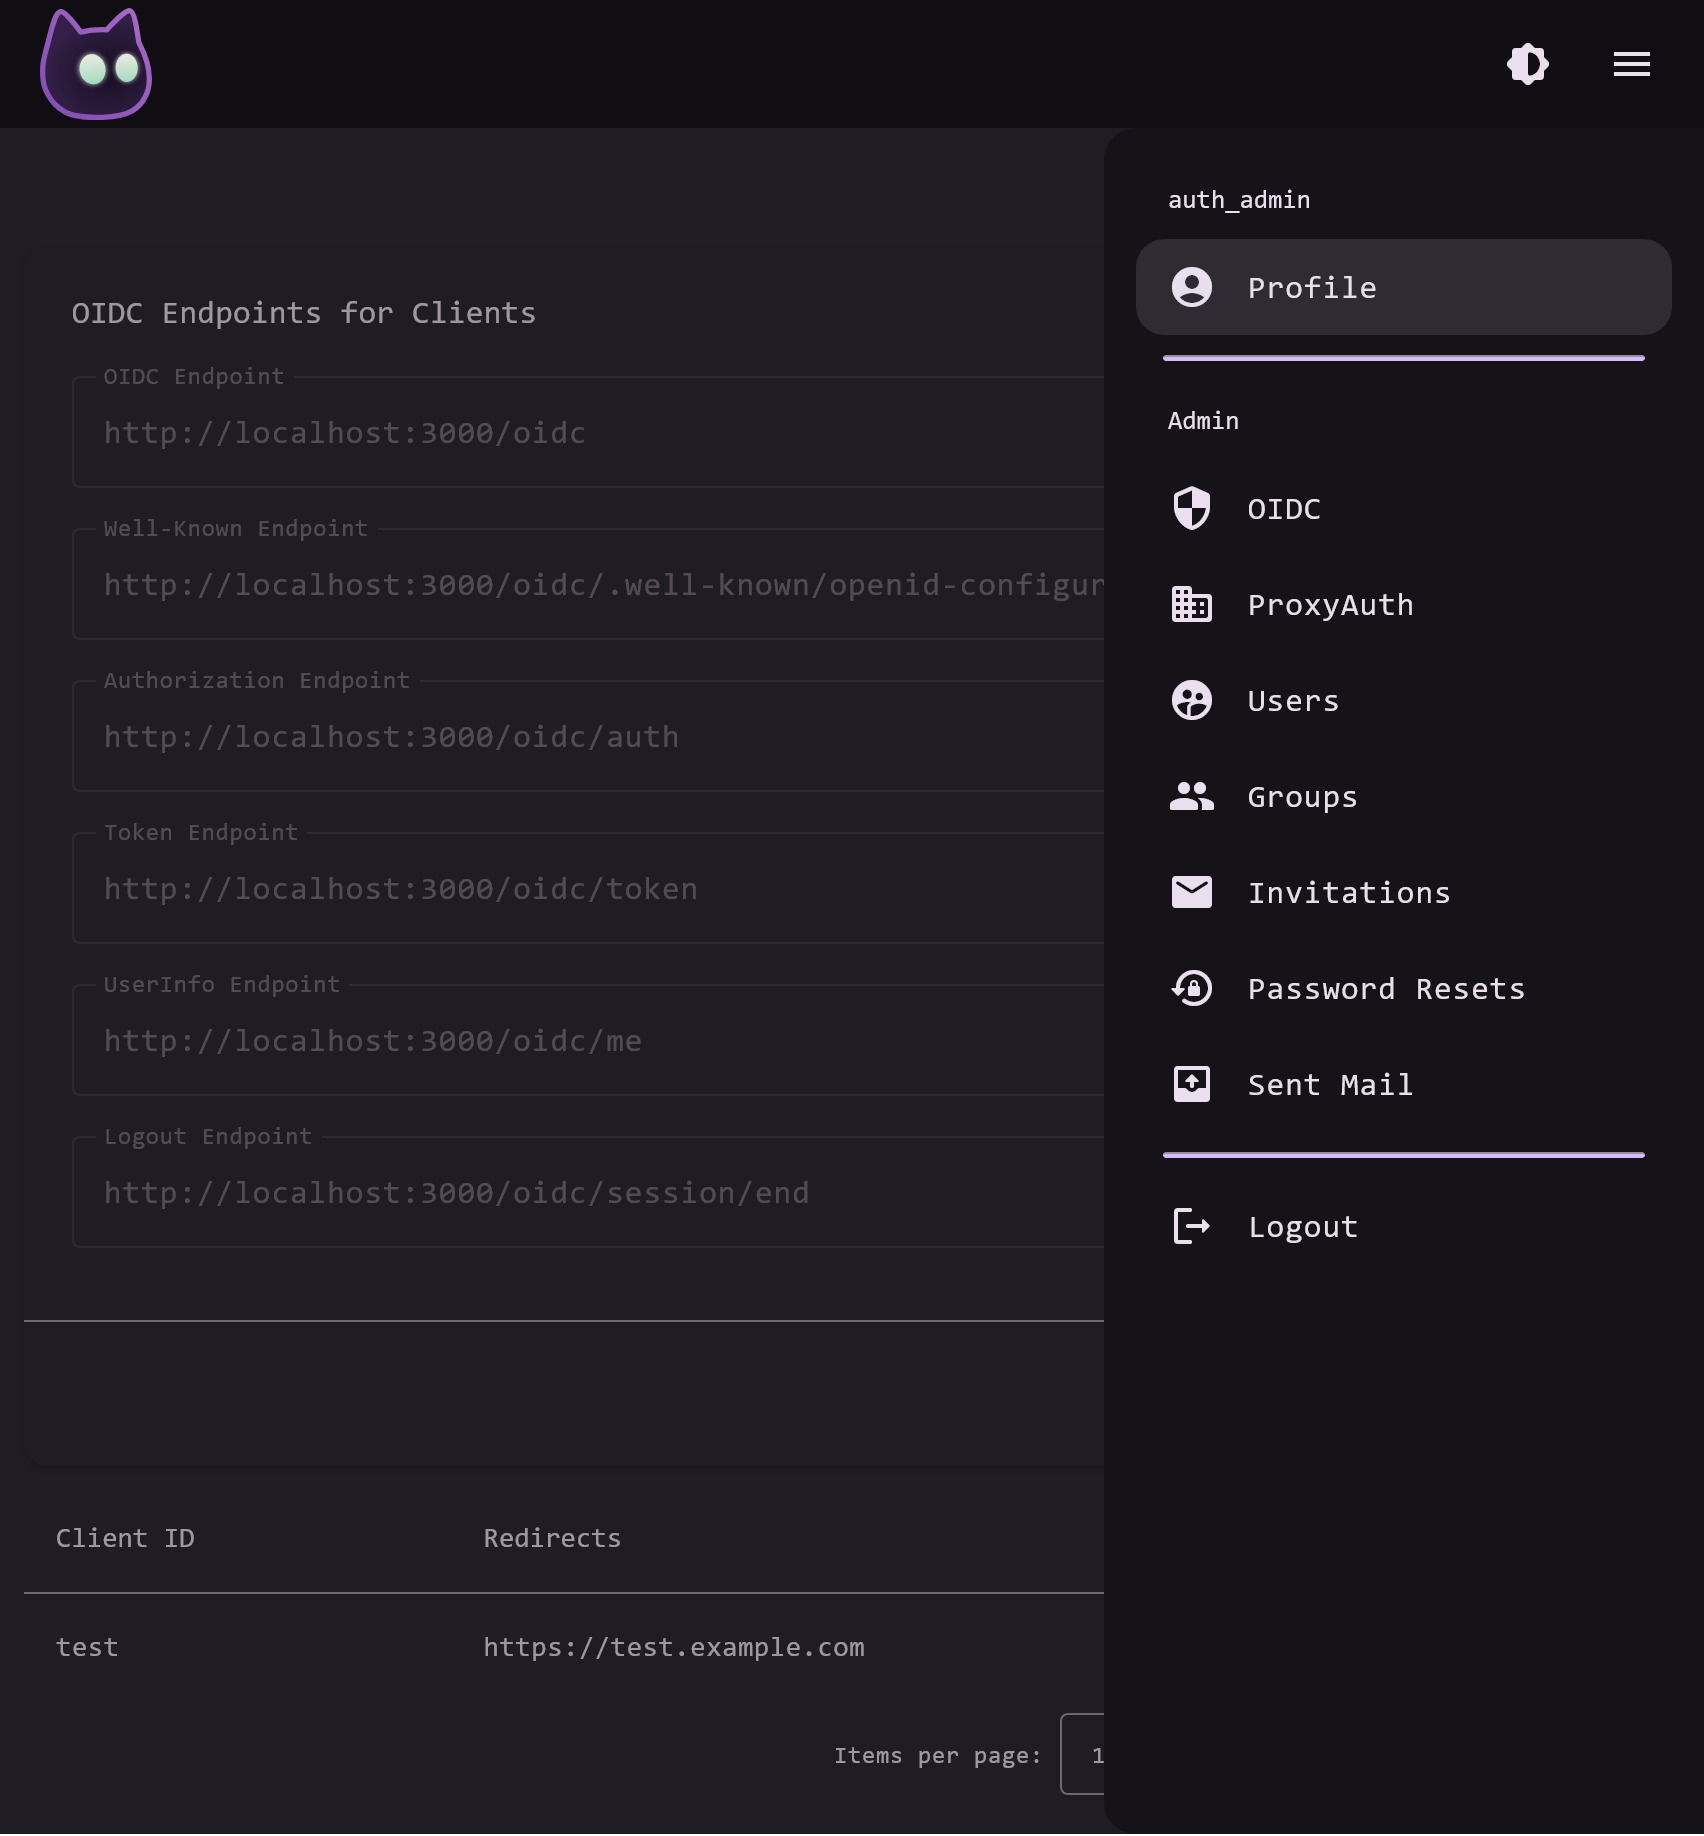 OIDC Endpoints for Clients
OIDC Endpoint
http://localhost:3000/oidc
Well-Known Endpoint
http://localhost:3000/oidc/.well-known/openid-configur
Authorization Endpoint
http://localhost:3000/oidc/auth
Token Endpoint
http://localhost:3000/oidc/token
UserInfo Endpoint
http://localhost:3000/oidc/me
Logout Endpoint
http://localhost:3000/oidc/session/end
Client ID Redirects
test https://test.example.com
Items per page: 1
auth_admin
Profile
Admin
OIDC
ProxyAuth
Users
Groups
Invitations
Password Resets
Sent Mail
Logout